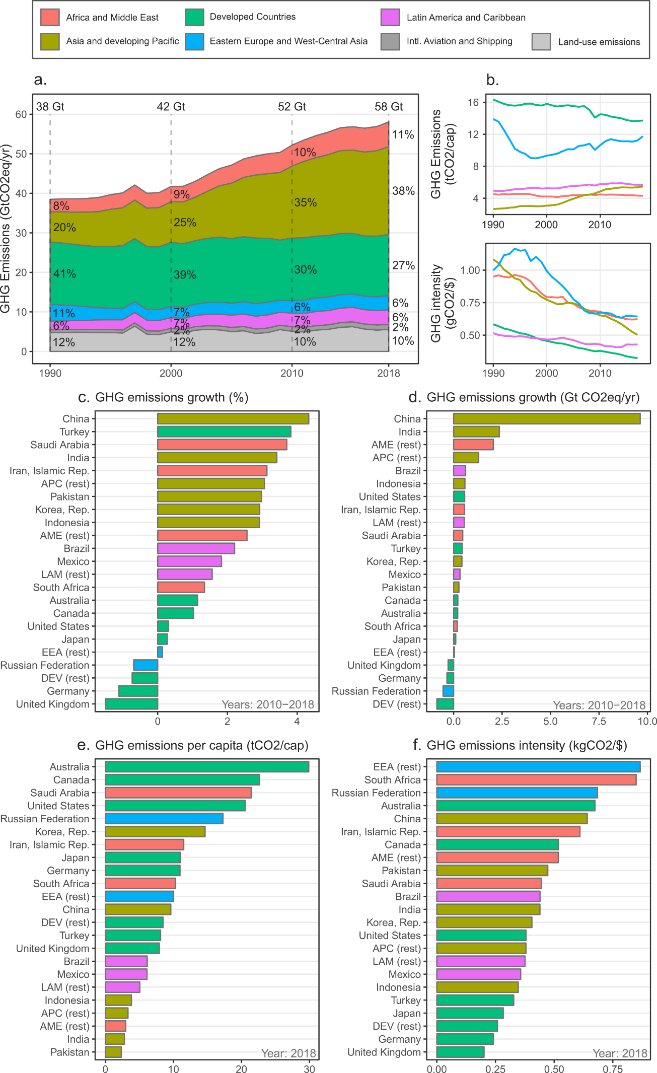 Africa and Middle East
Developed Countries
Latin America and Caribbean
Asia and developing Pacific
Eastern Europe and West-Central Asia
Intl. Aviation and Shipping
Land-use emissions
a.
38 Gt
42 Gt
52 Gt
58 Gt
GHG Emissions (GtCO2eq/yr)
60
50
40
30
20
10
0
8%
20%
41%
11%
6%
12%
9%
25%
39%
7%
7%
2%
12%
10%
35%
30%
6%
7%
2%
10%
11%
38%
27%
6%
6%
2%
10%
1990
2000
2010
2018
b.
GHG Emissions
(tCO2/cap)
16
12
8
4
1990
2000
2010
GHG intensity
(gCO2/$)
1.00
0.75
0.50
1990
2000
2010
c. GHG emissions growth (%)
China
Turkey
Saudi Arabia
India
Iran, Islamic Rep.
APC (rest)
Pakistan
Korea, Rep.
Indonesia
AME (rest)
Brazil
Mexico
LAM (rest)
South Africa
Australia
Canada
United States
Japan
EEA (rest)
Russian Federation
DEV (rest)
Germany
United Kingdom
Years: 2010−2018
0
2
4
d. GHG emissions growth (Gt CO2eq/yr)
China
India
AME (rest)
APC (rest)
Brazil
Indonesia
United States
Iran, Islamic Rep.
LAM (rest)
Saudi Arabia
Turkey
Korea, Rep.
Mexico
Pakistan
Canada
Australia
South Africa
Japan
EEA (rest)
United Kingdom
Germany
Russian Federation
DEV (rest)
Years: 2010−2018
0.0
2.5
5.0
7.5
10.0
e. GHG emissions per capita (tCO2/cap)
Australia
Canada
Saudi Arabia
United States
Russian Federation
Korea, Rep.
Iran, Islamic Rep.
Japan
Germany
South Africa
EEA (rest)
China
DEV (rest)
Turkey
United Kingdom
Brazil
Mexico
LAM (rest)
Indonesia
APC (rest)
AME (rest)
India
Pakistan
Year: 2018
0
10
20
30
f. GHG emissions intensity (kgCO2/$)
EEA (rest)
South Africa
Russian Federation
Australia
China
Iran, Islamic Rep.
Canada
AME (rest)
Pakistan
Saudi Arabia
Brazil
India
Korea, Rep.
United States
APC (rest)
LAM (rest)
Mexico
Indonesia
Turkey
Japan
DEV (rest)
Germany
United Kingdom
Year: 2018
0.00
0.25
0.50
0.75